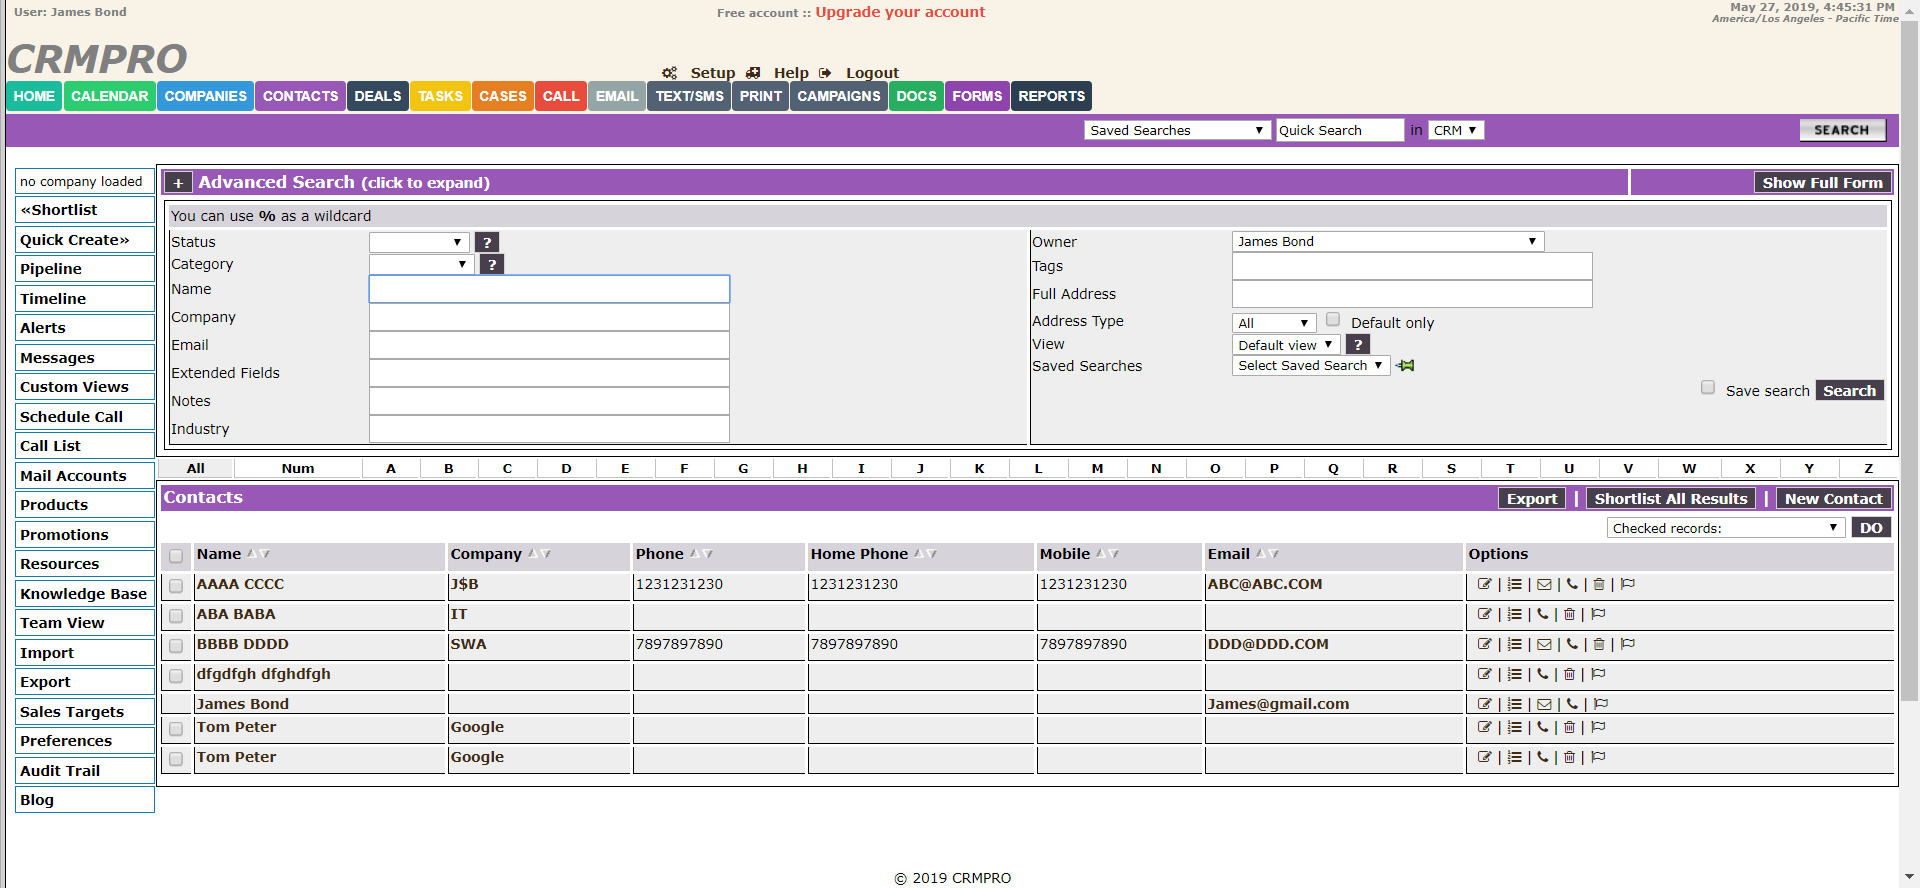 User: James Bond
Free account :: Upgrade your account
May 27, 2019, 4:45:31 PM
America/Los Angeles - Pacific Time
CRMPRO
Setup Help Logout
HOME CALENDAR COMPANIES CONTACTS DEALS TASKS CASES CALL EMAIL TEXT/SMS PRINT CAMPAIGNS DOCS FORMS REPORTS
Saved Searches Quick Search in CRM SEARCH
no company loaded
«Shortlist
Quick Create»
Pipeline
Timeline
Alerts
Messages
Custom Views
Schedule Call
Call List
Mail Accounts
Products
Promotions
Resources
Knowledge Base
Team View
Import
Export
Sales Targets
Preferences
Audit Trail
Blog
+ Advanced Search (click to expand) Show Full Form
You can use % as a wildcard
Status ?
Category ?
Name
Company
Email
Extended Fields
Notes
Industry
Owner James Bond
Tags
Full Address
Address Type All Default only
View Default view ?
Saved Searches Select Saved Search
Save search Search
All Num A B C D E F G H I J K L M N O P Q R S T U V W X Y Z
Contacts Export | Shortlist All Results | New Contact
Checked records: DO
Name Company Phone Home Phone Mobile Email Options
AAAA CCCC J$B 1231231230 1231231230 1231231230 ABC@ABC.COM | | | | |
ABA BABA IT | | | |
BBBB DDDD SWA 7897897890 7897897890 7897897890 DDD@DDD.COM | | | | |
dfgdfgh dfghdfgh | | | |
James Bond James@gmail.com | | | |
Tom Peter Google | | | |
Tom Peter Google | | | |
© 2019 CRMPRO